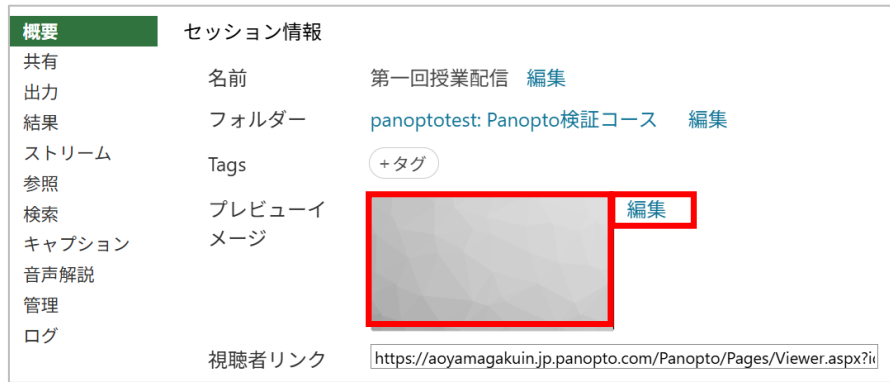 概要
共有
出力
結果
ストリーム
参照
検索
キャプション
音声解説
管理
ログ
セッション情報
名前 第一回授業配信 編集
フォルダー panoptotest: Panopto検証コース 編集
Tags +タグ
プレビューイ 編集
メージ
視聴者リンク https://aoyamagakuin.jp.panopto.com/Panopto/Pages/Viewer.aspx?i